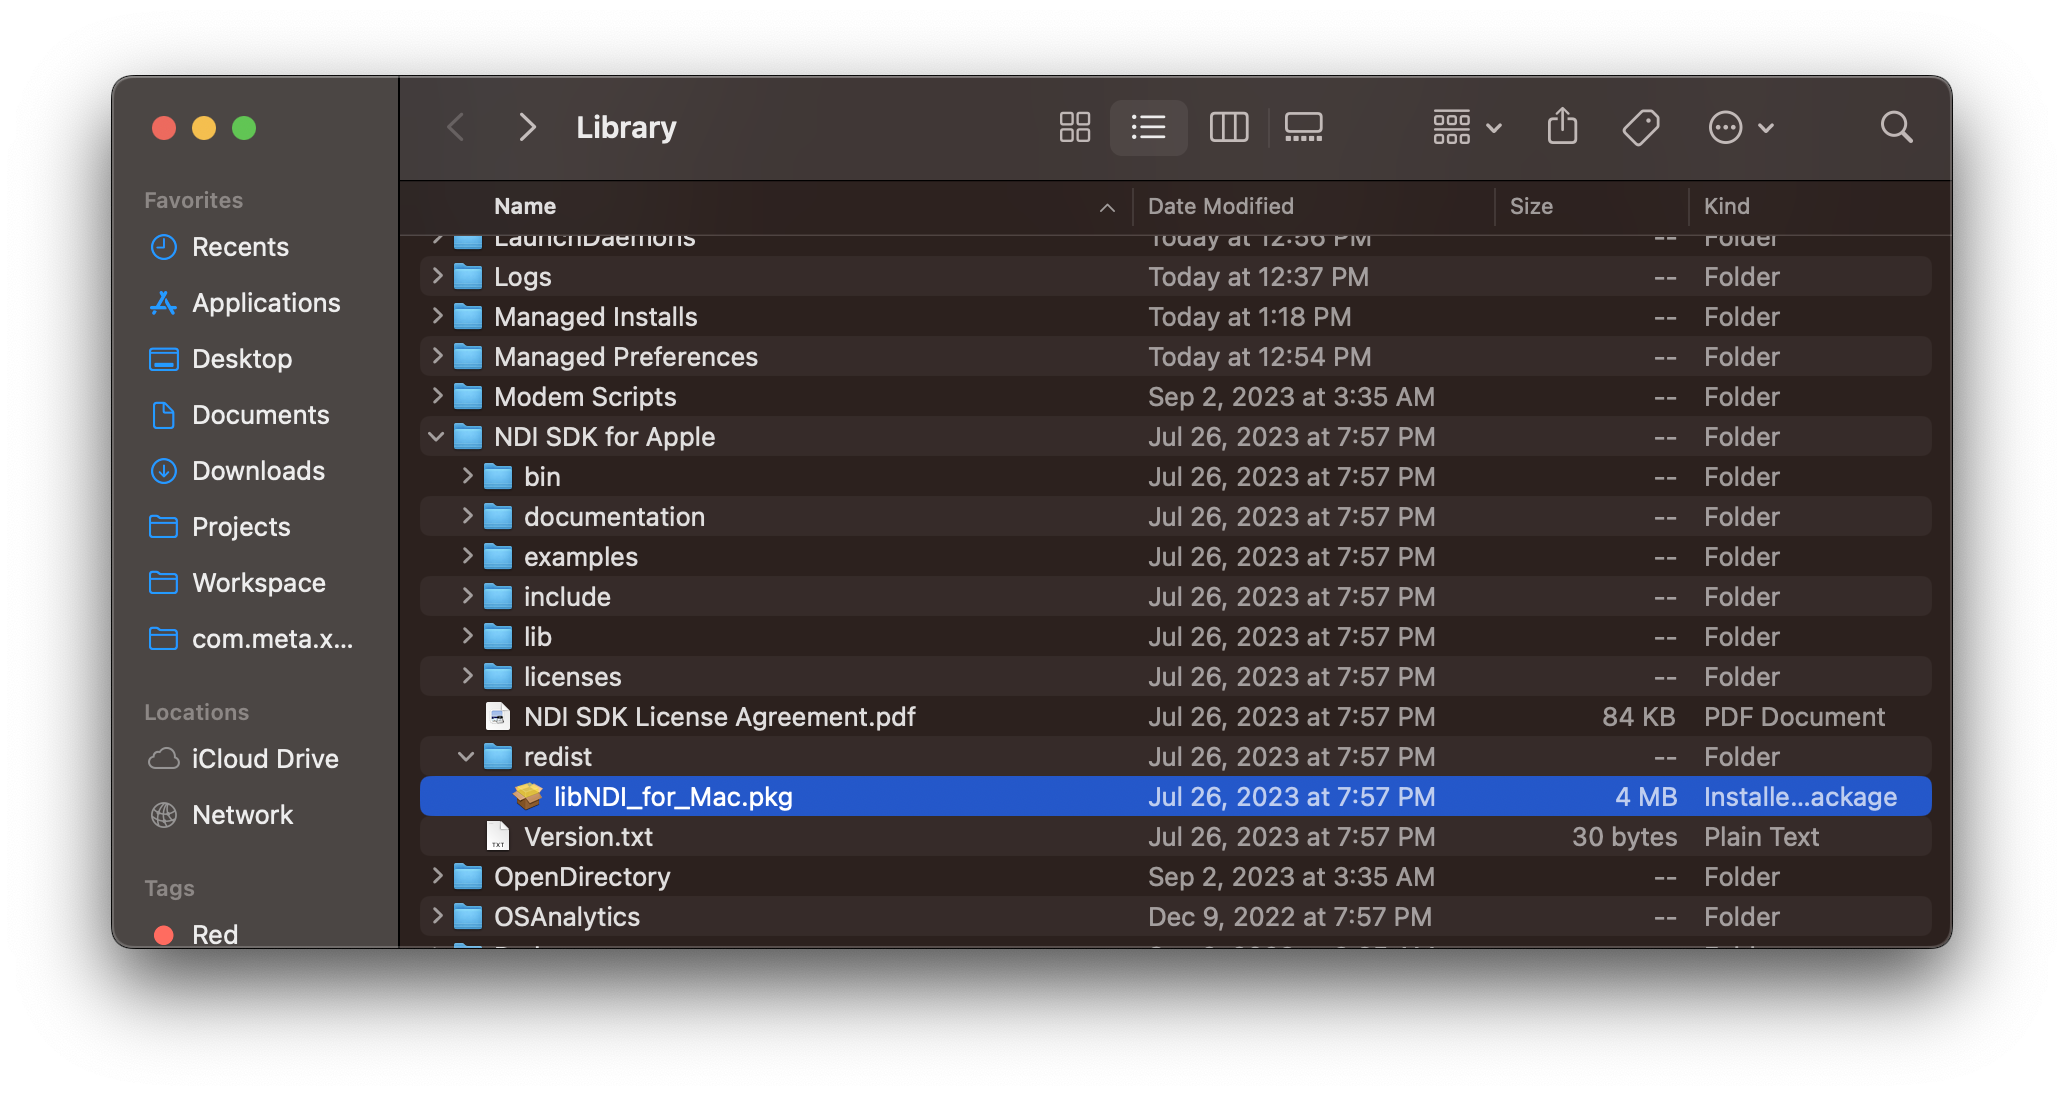 Library
Favorites
Recents
Applications
Desktop
Documents
Downloads
Projects
Workspace
com.meta.x...
Locations
iCloud Drive
Network
Tags
Red
Name Date Modified Size Kind
LaunchDaemons Today at 12:56 PM -- Folder
Logs Today at 12:37 PM -- Folder
Managed Installs Today at 1:18 PM -- Folder
Managed Preferences Today at 12:54 PM -- Folder
Modem Scripts Sep 2, 2023 at 3:35 AM -- Folder
NDI SDK for Apple Jul 26, 2023 at 7:57 PM -- Folder
bin Jul 26, 2023 at 7:57 PM -- Folder
documentation Jul 26, 2023 at 7:57 PM -- Folder
examples Jul 26, 2023 at 7:57 PM -- Folder
include Jul 26, 2023 at 7:57 PM -- Folder
lib Jul 26, 2023 at 7:57 PM -- Folder
licenses Jul 26, 2023 at 7:57 PM -- Folder
NDI SDK License Agreement.pdf Jul 26, 2023 at 7:57 PM 84 KB PDF Document
redist Jul 26, 2023 at 7:57 PM -- Folder
libNDI_for_Mac.pkg Jul 26, 2023 at 7:57 PM 4 MB Installe...ackage
TXT Version.txt Jul 26, 2023 at 7:57 PM 30 bytes Plain Text
OpenDirectory Sep 2, 2023 at 3:35 AM -- Folder
OSAnalytics Dec 9, 2022 at 7:57 PM -- Folder